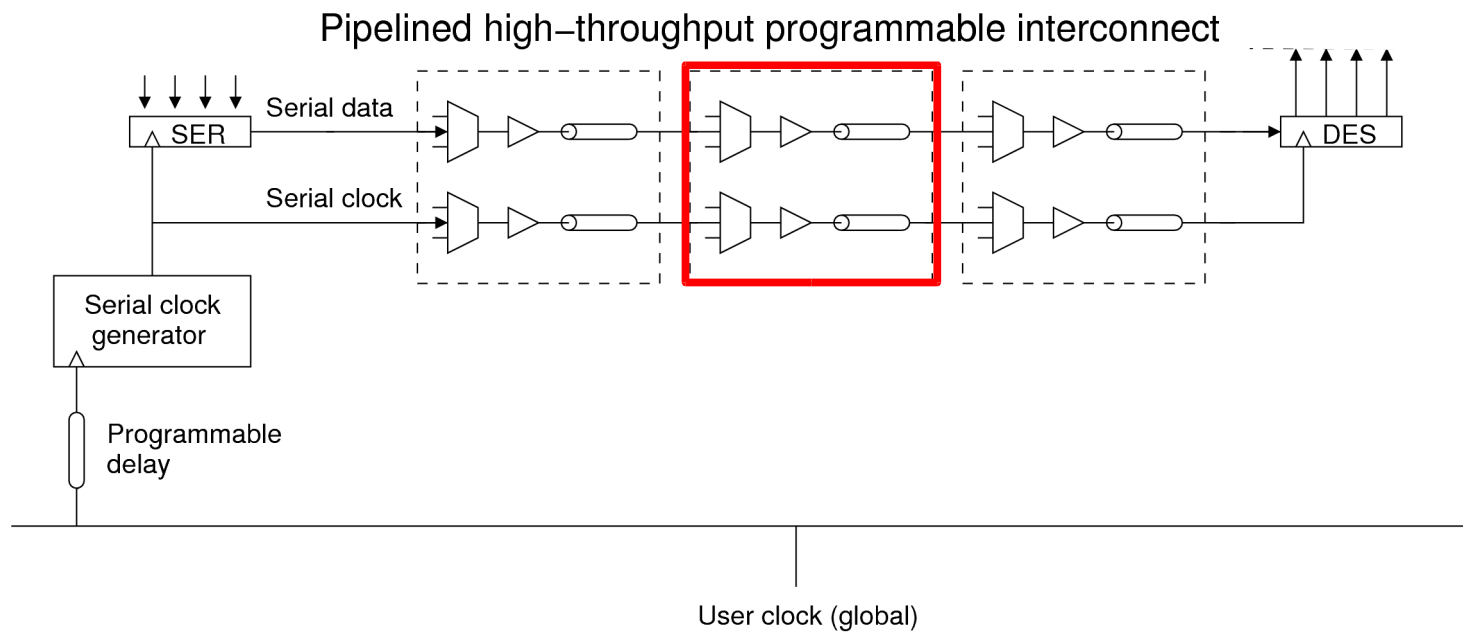 Pipelined high–throughput programmable interconnect
Serial data
SER
DES
Serial clock
Serial clock
generator
Programmable
delay
User clock (global)